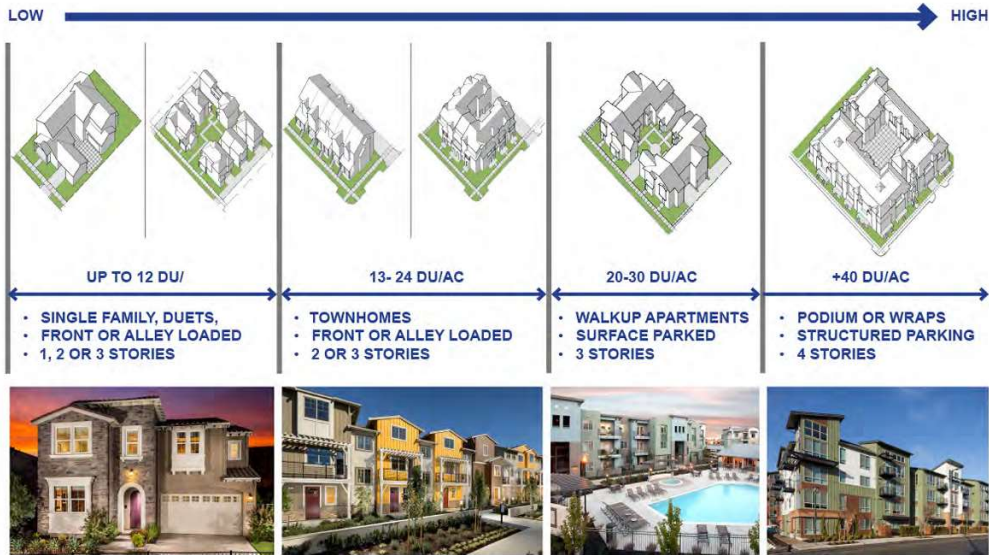 LOW
HIGH
UP TO 12 DU/
13- 24 DU/AC
20-30 DU/AC
+40 DU/AC
• SINGLE FAMILY, DUETS,
• FRONT OR ALLEY LOADED
• 1, 2 OR 3 STORIES
• TOWNHOMES
• FRONT OR ALLEY LOADED
• 2 OR 3 STORIES
• WALKUP APARTMENTS
• SURFACE PARKED
• 3 STORIES
• PODIUM OR WRAPS
• STRUCTURED PARKING
• 4 STORIES